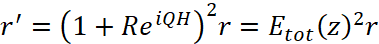 r′ = (1 + Re^{iQH})^2 r = E_{tot}(z)^2 r